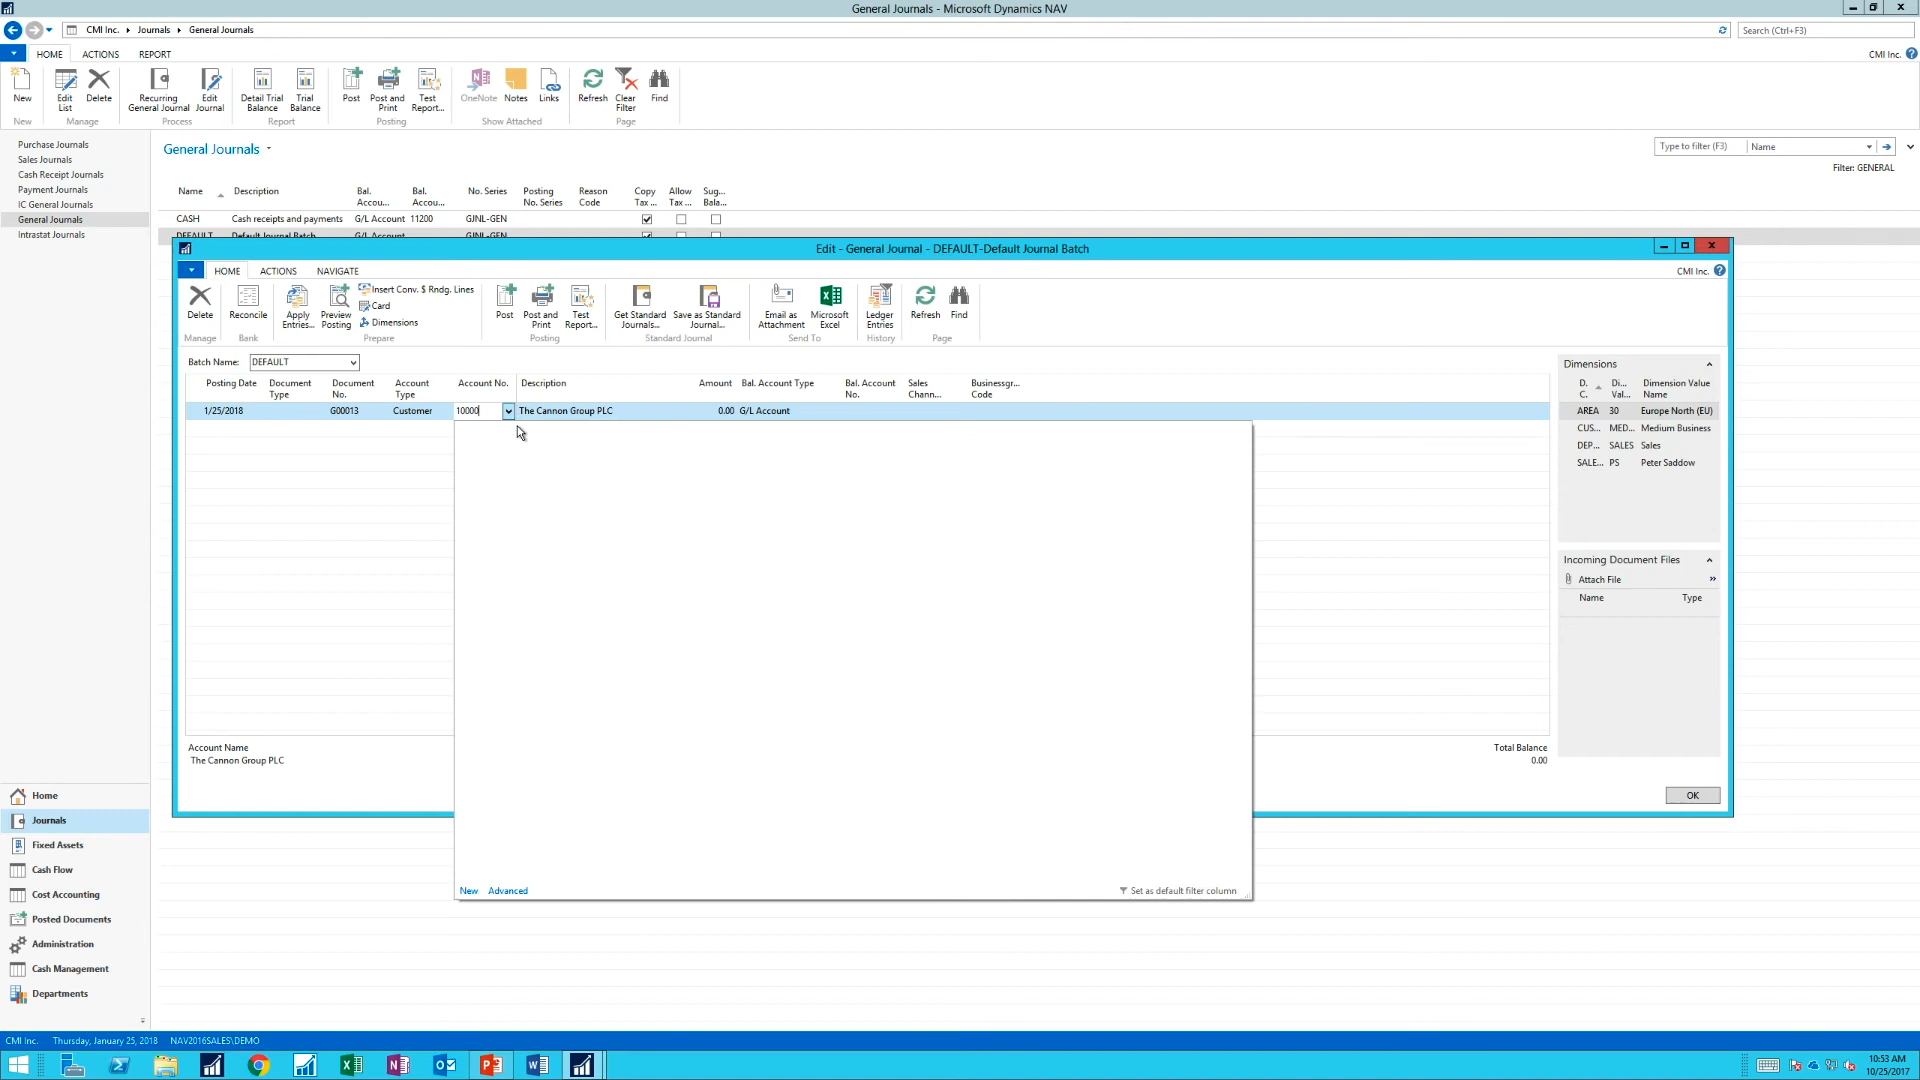 General Journals - Microsoft Dynamics NAV
CMI Inc. Journals General Journals
Search (Ctrl+F3)
HOME ACTIONS REPORT
CMI Inc.
New
Edit List
Delete
Recurring General Journal
Edit Journal
Detail Trial Balance
Trial Balance
Post
Post and Print
Test Report...
OneNote
Notes
Links
Refresh
Clear Filter
Find
New Manage Process Report Posting Show Attached Page
Purchase Journals
Sales Journals
Cash Receipt Journals
Payment Journals
IC General Journals
General Journals
Intrastat Journals
General Journals
Type to filter (F3) Name
Filter: GENERAL
Name Description Bal. Accou... Bal. Accou... No. Series Posting No. Series Reason Code Copy Tax ... Allow Tax ... Sug... Bala...
CASH Cash receipts and payments G/L Account 11200 GJNL-GEN
DEFAULT Default Journal Batch G/L Account GJNL-GEN
Edit - General Journal - DEFAULT-Default Journal Batch
HOME ACTIONS NAVIGATE
CMI Inc.
Delete
Reconcile
Apply Entries...
Preview Posting
Insert Conv. $ Rndg. Lines
Card
Dimensions
Post
Post and Print
Test Report...
Get Standard Journals...
Save as Standard Journal...
Email as Attachment
Microsoft Excel
Ledger Entries
Refresh
Find
Manage Bank Prepare Posting Standard Journal Send To History Page
Batch Name: DEFAULT
Posting Date Document Type Document No. Account Type Account No. Description Amount Bal. Account Type Bal. Account No. Sales Chann... Businessgr... Code
1/25/2018 G00013 Customer 10000 The Cannon Group PLC 0.00 G/L Account
New Advanced Set as default filter column
Account Name
The Cannon Group PLC
Total Balance
0.00
Dimensions
D. C. Di... Val... Dimension Value Name
AREA 30 Europe North (EU)
CUS... MED... Medium Business
DEP... SALES Sales
SALE... PS Peter Saddow
Incoming Document Files
Attach File
Name Type
OK
Home
Journals
Fixed Assets
Cash Flow
Cost Accounting
Posted Documents
Administration
Cash Management
Departments
CMI Inc. Thursday, January 25, 2018 NAV2016SALES\DEMO
10:53 AM
10/25/2017